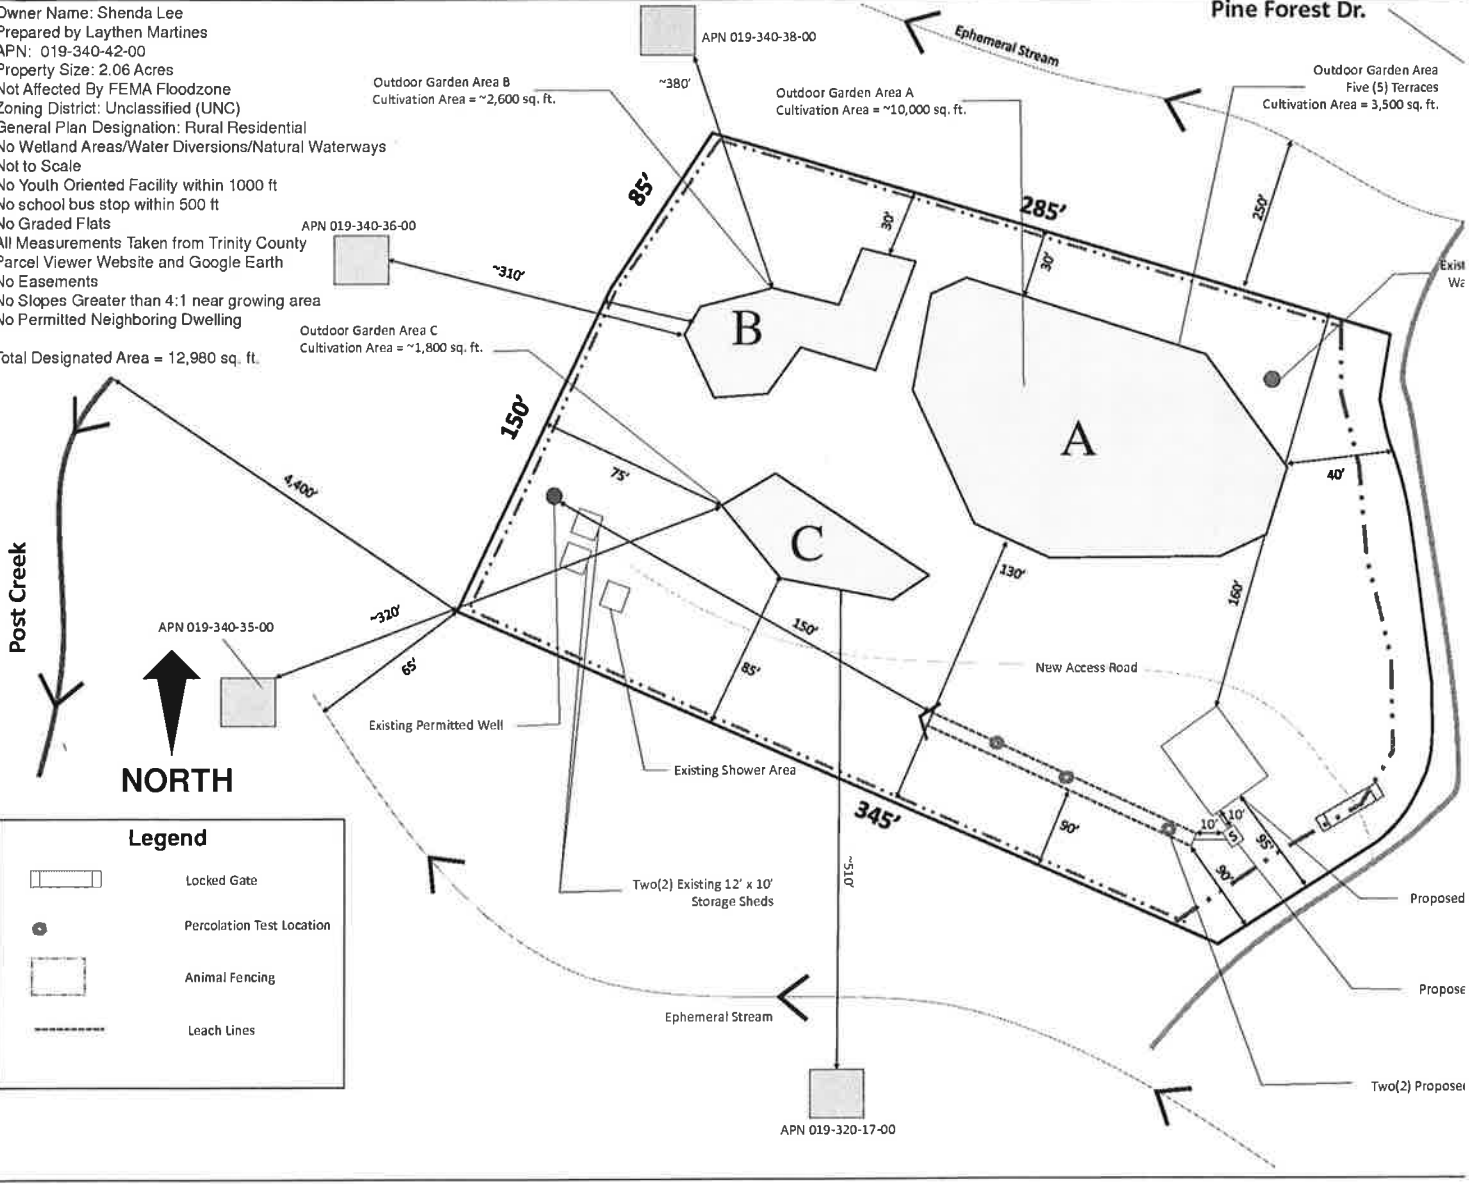 Owner Name: Shenda Lee
Prepared by Laythen Martines
APN: 019-340-42-00
Property Size: 2.06 Acres
Not Affected By FEMA Floodzone
Zoning District: Unclassified (UNC)
General Plan Designation: Rural Residential
No Wetland Areas/Water Diversions/Natural Waterways
Not to Scale
No Youth Oriented Facility within 1000 ft
No school bus stop within 500 ft
No Graded Flats
All Measurements Taken from Trinity County
Parcel Viewer Website and Google Earth
No Easements
No Slopes Greater than 4:1 near growing area
No Permitted Neighboring Dwelling
Total Designated Area = 12,980 sq. ft.
Pine Forest Dr.
APN 019-340-38-00
~380'
Ephemeral Stream
Outdoor Garden Area B
Cultivation Area = ~2,600 sq. ft.
Outdoor Garden Area A
Cultivation Area = ~10,000 sq. ft.
Outdoor Garden Area
Five (5) Terraces
Cultivation Area = 3,500 sq. ft.
85'
285'
250'
30'
30'
APN 019-340-36-00
~310'
Exist
Wa
Outdoor Garden Area C
Cultivation Area = ~1,800 sq. ft.
B
A
150'
75'
40'
4,400'
C
130'
160'
Post Creek
~320'
APN 019-340-35-00
65'
150'
85'
New Access Road
Existing Permitted Well
Existing Shower Area
NORTH
345'
90'
10'
10'
S
95'
90'
~510'
Two(2) Existing 12' x 10'
Storage Sheds
Proposed
Propose
Two(2) Propose
Legend
Locked Gate
Percolation Test Location
Animal Fencing
Leach Lines
Ephemeral Stream
APN 019-320-17-00